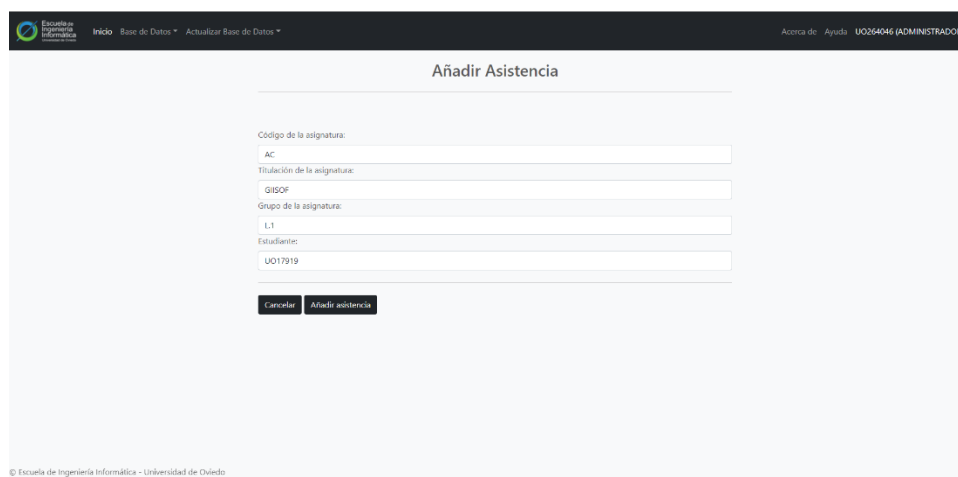 Escuela de
Ingeniería
Informática
Inicio Base de Datos Actualizar Base de Datos Acerca de Ayuda UO264046 (ADMINISTRADO
Añadir Asistencia
Código de la asignatura:
AC
Titulación de la asignatura:
GIISOF
Grupo de la asignatura:
L.1
Estudiante:
UO17919
Cancelar Añadir asistencia
© Escuela de Ingeniería Informática - Universidad de Oviedo